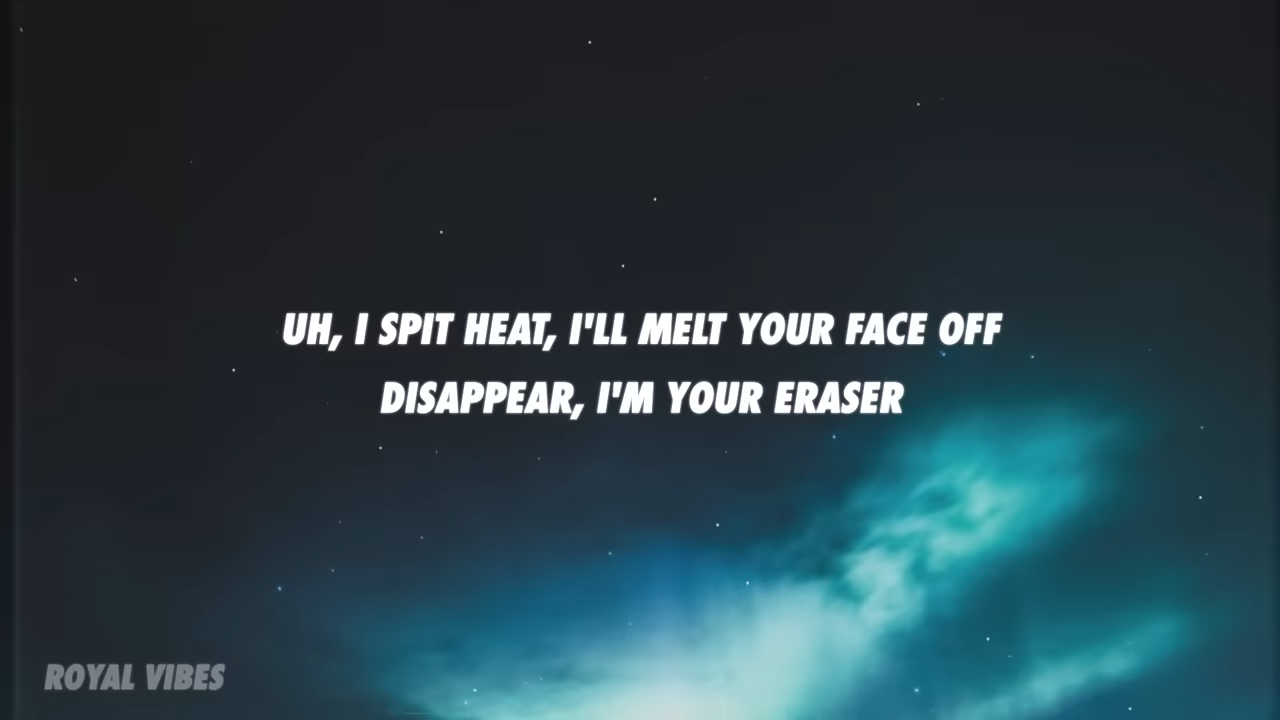 UH, I SPIT HEAT, I'LL MELT YOUR FACE OFF
DISAPPEAR, I'M YOUR ERASER
ROYAL VIBES